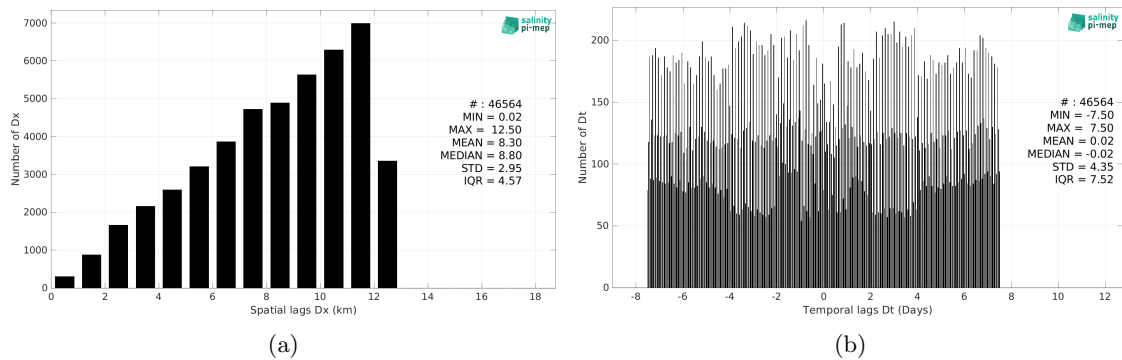 salinity
pi-mep
7000
6000
5000
4000
3000
2000
1000
0
Number of Dx
# : 46564
MIN = 0.02
MAX = 12.50
MEAN = 8.30
MEDIAN = 8.80
STD = 2.95
IQR = 4.57
0 2 4 6 8 10 12 14 16 18
Spatial lags Dx (km)
(a)
salinity
pi-mep
200
150
100
50
0
Number of Dt
# : 46564
MIN = -7.50
MAX = 7.50
MEAN = 0.02
MEDIAN = -0.02
STD = 4.35
IQR = 7.52
-8 -6 -4 -2 0 2 4 6 8 10 12
Temporal lags Dt (Days)
(b)